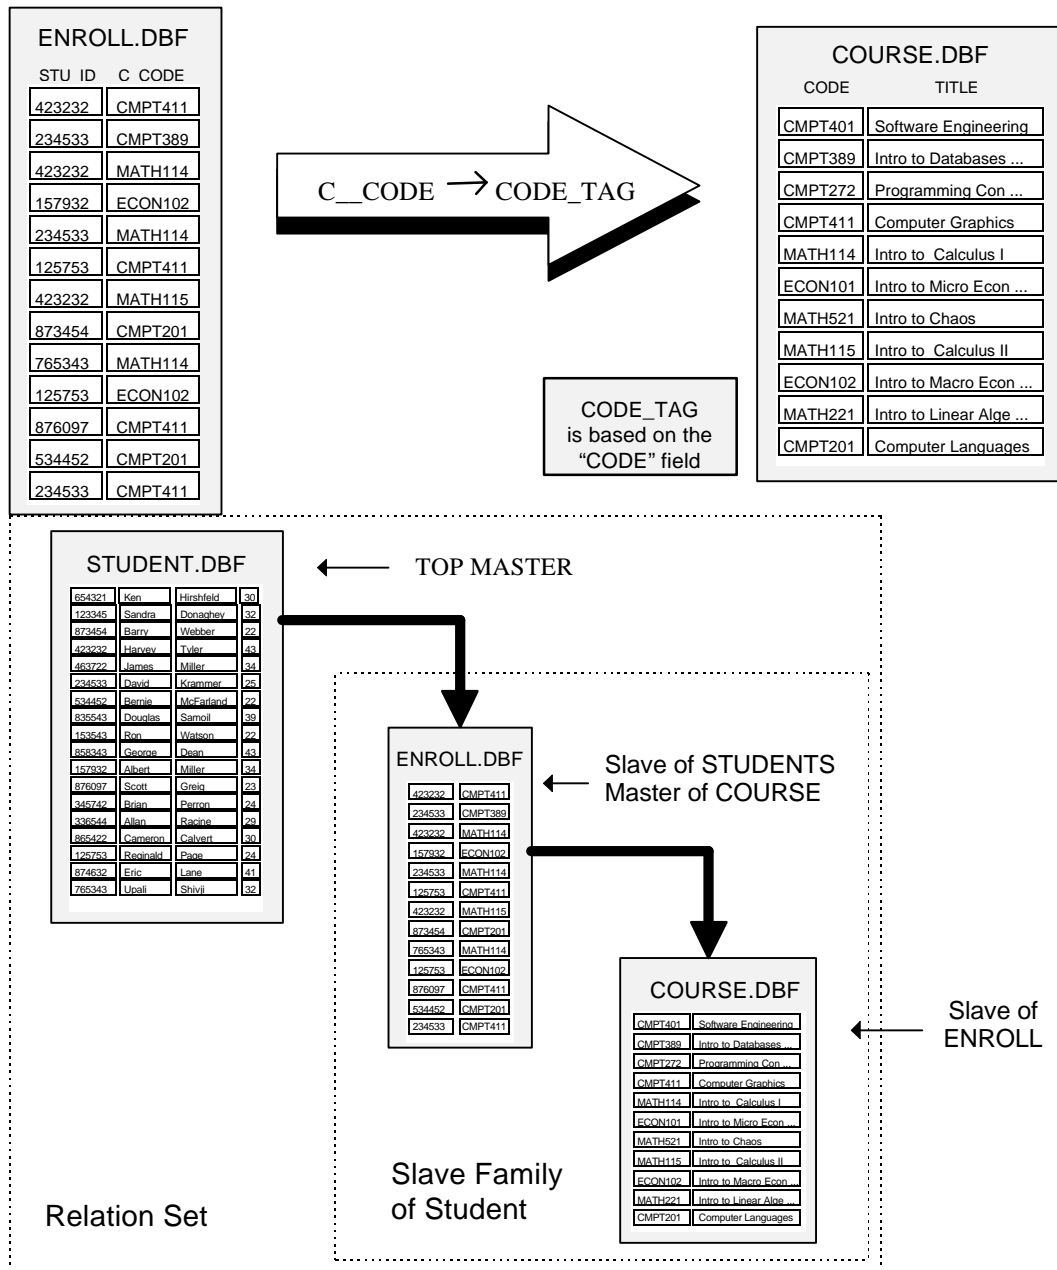 ENROLL.DBF
STU_ID C_CODE
423232 CMPT411
234533 CMPT389
423232 MATH114
157932 ECON102
234533 MATH114
125753 CMPT411
423232 MATH115
873454 CMPT201
765343 MATH114
125753 ECON102
876097 CMPT411
534452 CMPT201
234533 CMPT411
C__CODE → CODE_TAG
COURSE.DBF
CODE TITLE
CMPT401 Software Engineering
CMPT389 Intro to Databases ...
CMPT272 Programming Con ...
CMPT411 Computer Graphics
MATH114 Intro to Calculus I
ECON101 Intro to Micro Econ ...
MATH521 Intro to Chaos
MATH115 Intro to Calculus II
ECON102 Intro to Macro Econ ...
MATH221 Intro to Linear Alge ...
CMPT201 Computer Languages
CODE_TAG
is based on the
“CODE” field
STUDENT.DBF
654321 Ken Hirshfeld 30
123345 Sandra Donaghey 32
873454 Barry Webber 22
423232 Harvey Tyler 43
463722 James Miller 34
234533 David Krammer 25
534452 Bernie McFarland 22
835543 Douglas Samoil 39
153543 Ron Watson 22
858343 George Dean 43
157932 Albert Miller 34
876097 Scott Greig 23
345742 Brian Perron 24
336544 Allan Racine 29
865422 Cameron Calvert 30
125753 Reginald Page 24
874632 Eric Lane 41
765343 Upali Shivji 32
TOP MASTER
ENROLL.DBF
423232 CMPT411
234533 CMPT389
423232 MATH114
157932 ECON102
234533 MATH114
125753 CMPT411
423232 MATH115
873454 CMPT201
765343 MATH114
125753 ECON102
876097 CMPT411
534452 CMPT201
234533 CMPT411
Slave of STUDENTS
Master of COURSE
COURSE.DBF
CMPT401 Software Engineering
CMPT389 Intro to Databases ...
CMPT272 Programming Con ...
CMPT411 Computer Graphics
MATH114 Intro to Calculus I
ECON101 Intro to Micro Econ ...
MATH521 Intro to Chaos
MATH115 Intro to Calculus II
ECON102 Intro to Macro Econ ...
MATH221 Intro to Linear Alge ...
CMPT201 Computer Languages
Slave of
ENROLL
Slave Family
of Student
Relation Set